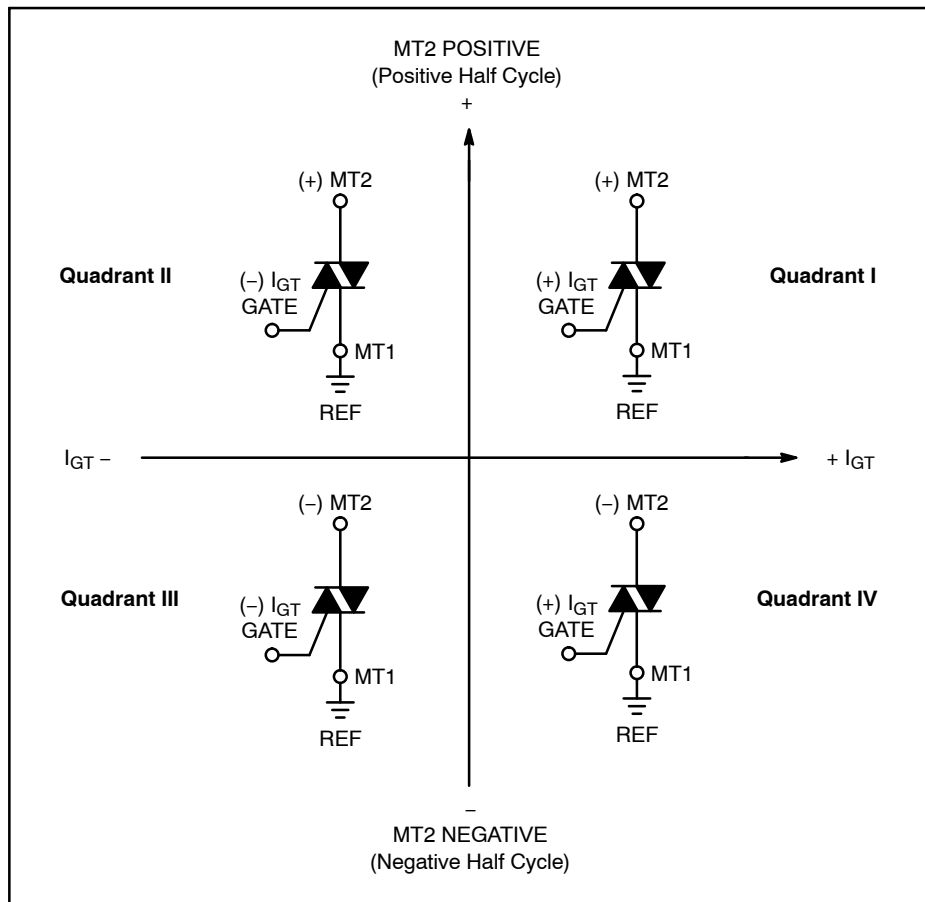 MT2 POSITIVE
(Positive Half Cycle)
+
(+) MT2
(+) MT2
Quadrant II
(−) IGT
GATE
(+) IGT
GATE
Quadrant I
MT1
MT1
REF
REF
IGT −
+ IGT
(−) MT2
(−) MT2
Quadrant III
(−) IGT
GATE
(+) IGT
GATE
Quadrant IV
MT1
MT1
REF
REF
−
MT2 NEGATIVE
(Negative Half Cycle)